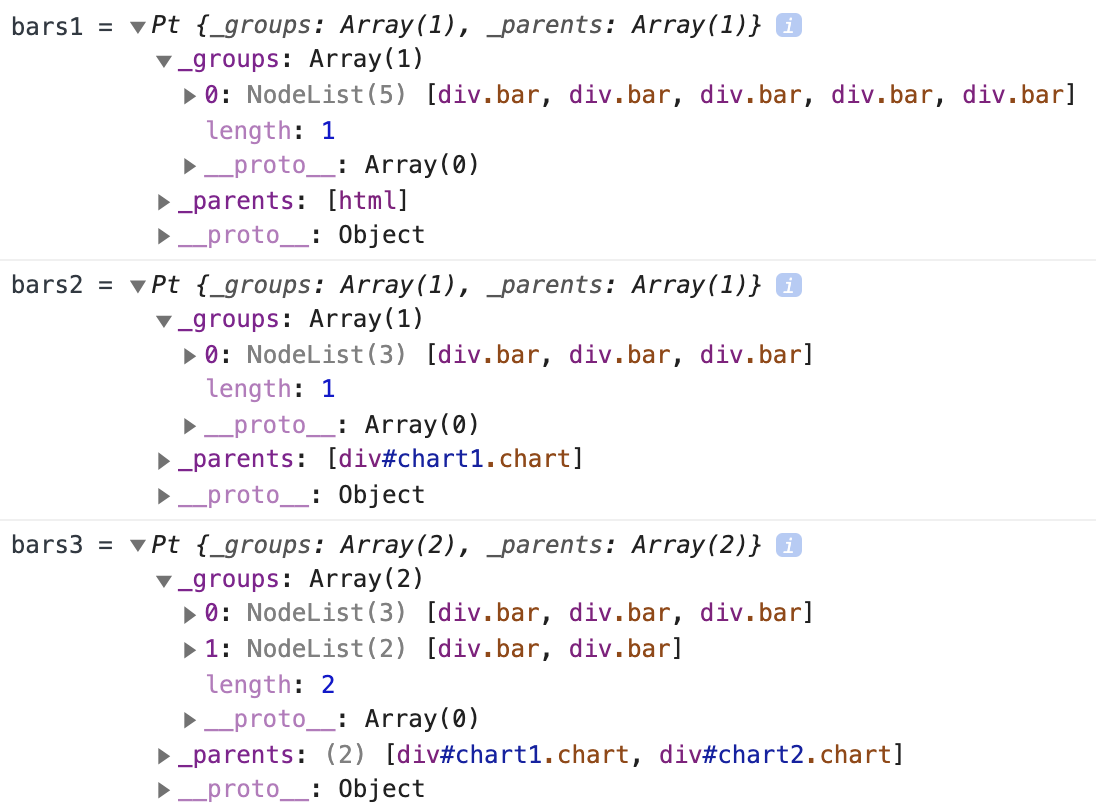 bars1 = ▼Pt {_groups: Array(1), _parents: Array(1)} i
▼_groups: Array(1)
▶0: NodeList(5) [div.bar, div.bar, div.bar, div.bar, div.bar]
length: 1
▶__proto__: Array(0)
▶_parents: [html]
▶__proto__: Object
bars2 = ▼Pt {_groups: Array(1), _parents: Array(1)} i
▼_groups: Array(1)
▶0: NodeList(3) [div.bar, div.bar, div.bar]
length: 1
▶__proto__: Array(0)
▶_parents: [div#chart1.chart]
▶__proto__: Object
bars3 = ▼Pt {_groups: Array(2), _parents: Array(2)} i
▼_groups: Array(2)
▶0: NodeList(3) [div.bar, div.bar, div.bar]
▶1: NodeList(2) [div.bar, div.bar]
length: 2
▶__proto__: Array(0)
▶_parents: (2) [div#chart1.chart, div#chart2.chart]
▶__proto__: Object